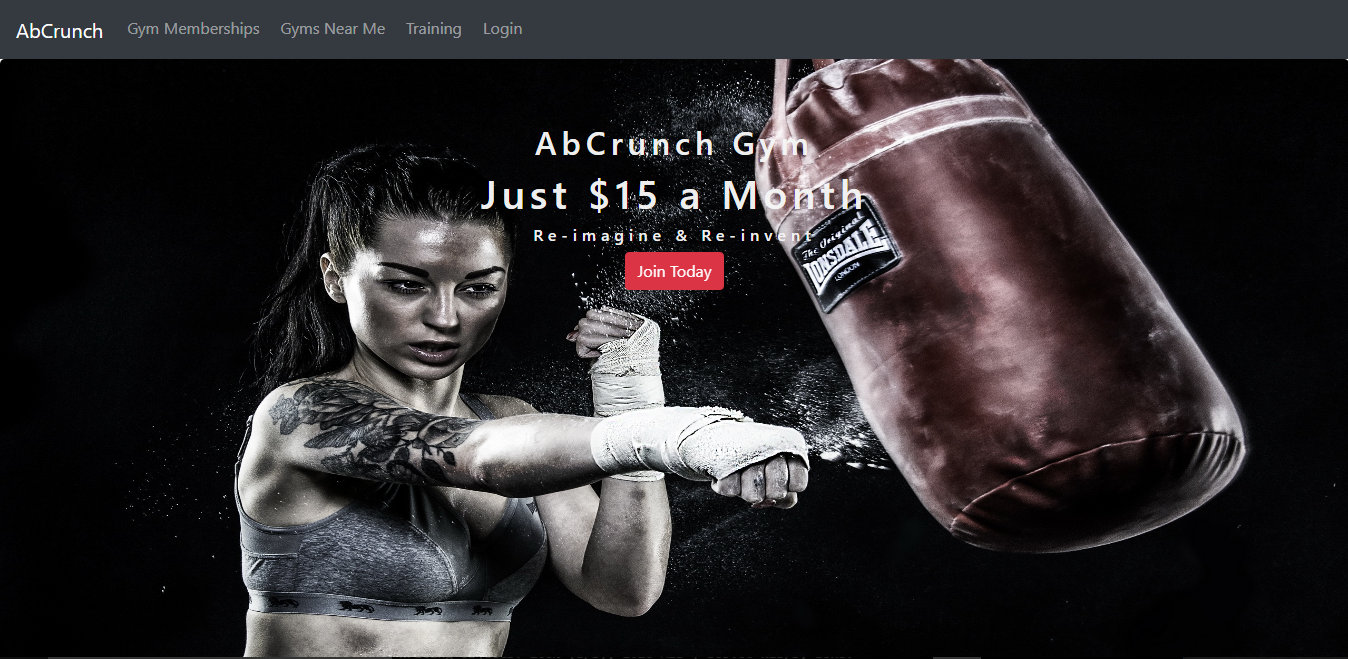 AbCrunch Gym Memberships Gyms Near Me Training Login
AbCrunch Gym
Just $15 a Month
Re-imagine & Re-invent
Join Today
The Original
LONSDALE
LONDON